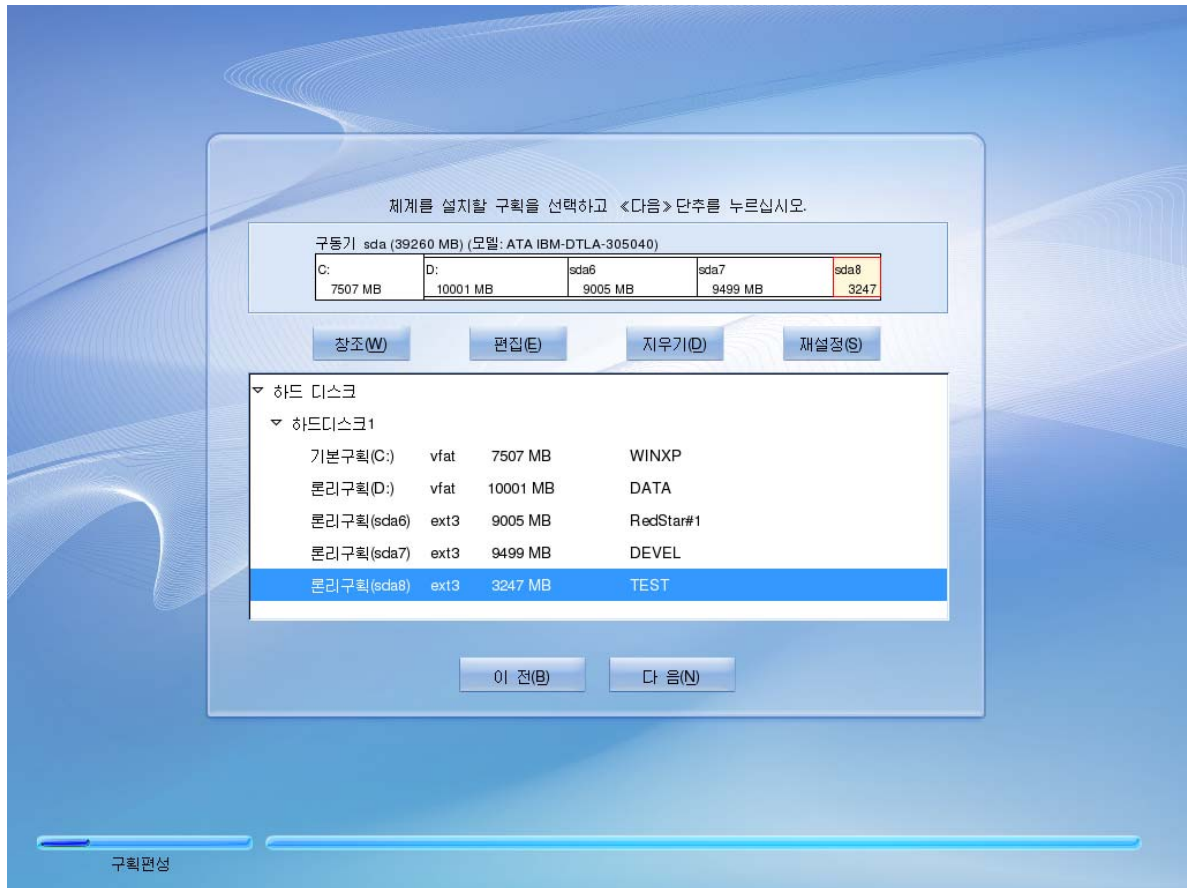 체계를 설치할 구획을 선택하고 ≪다음≫단추를 누르십시오.
구동기 sda (39260 MB) (모델: ATA IBM-DTLA-305040)
C: D: sda6 sda7 sda8
7507 MB 10001 MB 9005 MB 9499 MB 3247
창조(W) 편집(E) 지우기(D) 재설정(S)
하드 디스크
하드디스크1
기본구획(C:) vfat 7507 MB WINXP
론리구획(D:) vfat 10001 MB DATA
론리구획(sda6) ext3 9005 MB RedStar#1
론리구획(sda7) ext3 9499 MB DEVEL
론리구획(sda8) ext3 3247 MB TEST
이 전(B) 다 음(N)
구획편성